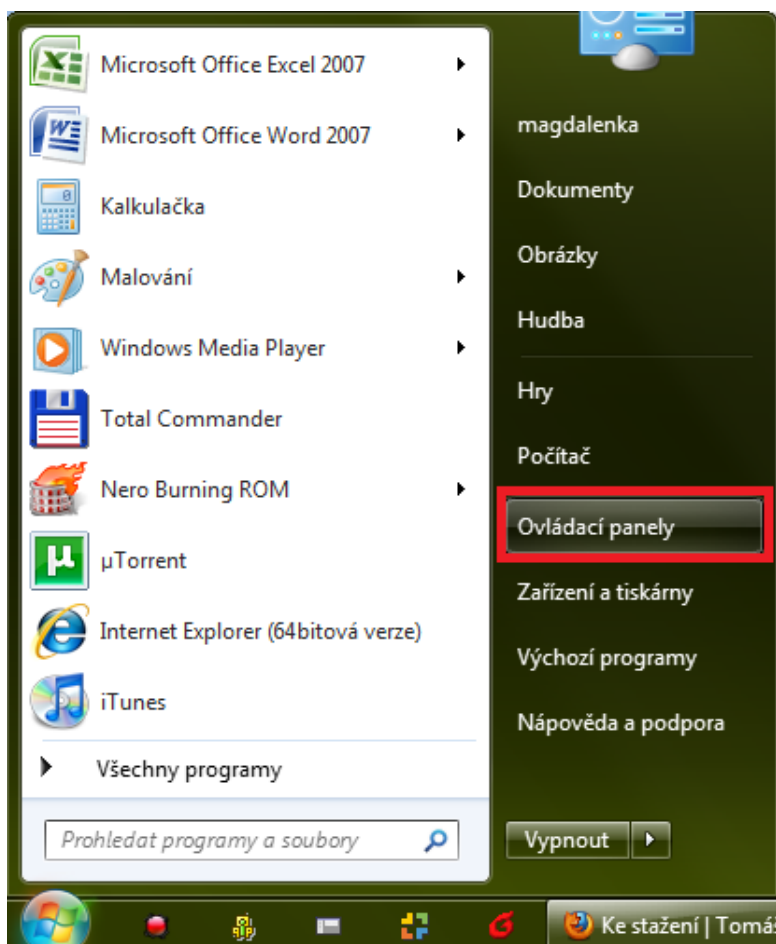 Microsoft Office Excel 2007
Microsoft Office Word 2007
Kalkulačka
Malování
Windows Media Player
Total Commander
Nero Burning ROM
µTorrent
Internet Explorer (64bitová verze)
iTunes
Všechny programy
Prohledat programy a soubory
magdalenka
Dokumenty
Obrázky
Hudba
Hry
Počítač
Ovládací panely
Zařízení a tiskárny
Výchozí programy
Nápověda a podpora
Vypnout
Ke stažení | Tomáš